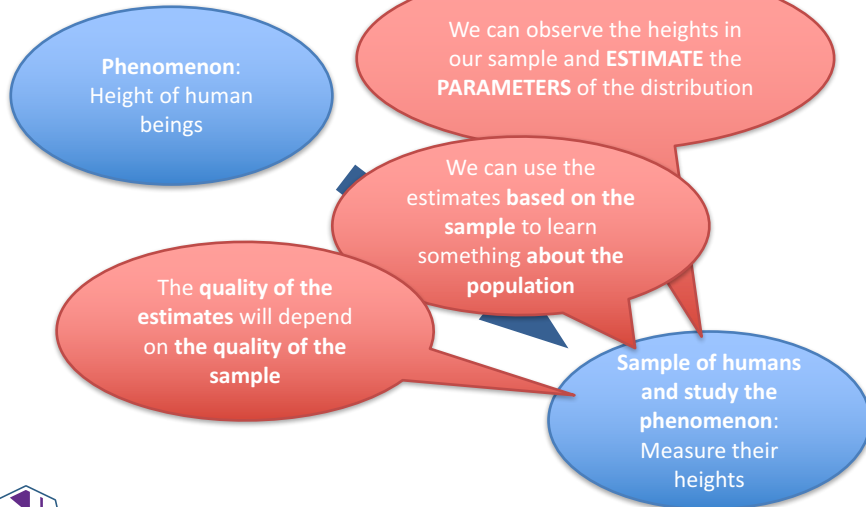 Phenomenon:
Height of human
beings
We can observe the heights in
our sample and ESTIMATE the
PARAMETERS of the distribution
We can use the
estimates based on the
sample to learn
something about the
population
The quality of the
estimates will depend
on the quality of the
sample
Sample of humans
and study the
phenomenon:
Measure their
heights